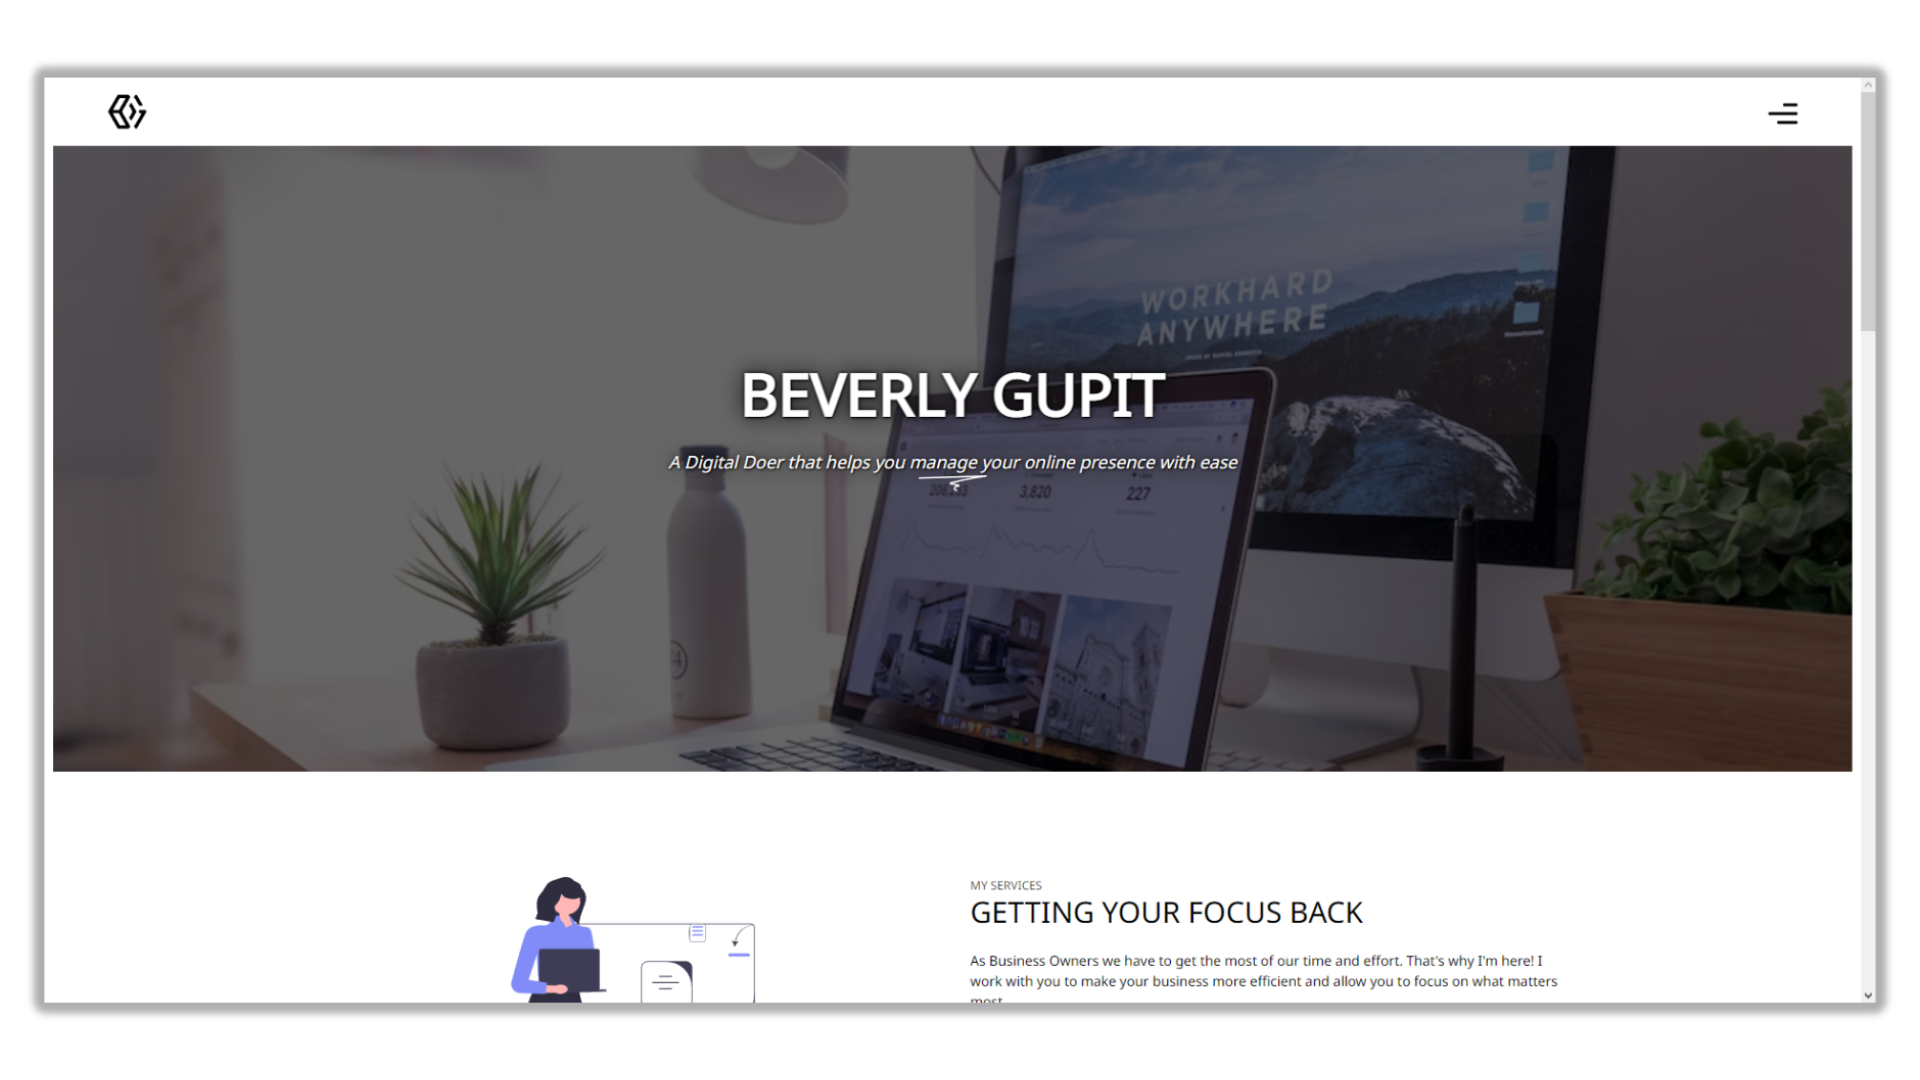 WORKHARD
ANYWHERE
BEVERLY GUPIT
A Digital Doer that helps you manage your online presence with ease
3,820
227
MY SERVICES
GETTING YOUR FOCUS BACK
As Business Owners we have to get the most of our time and effort. That's why I'm here! I
work with you to make your business more efficient and allow you to focus on what matters
most